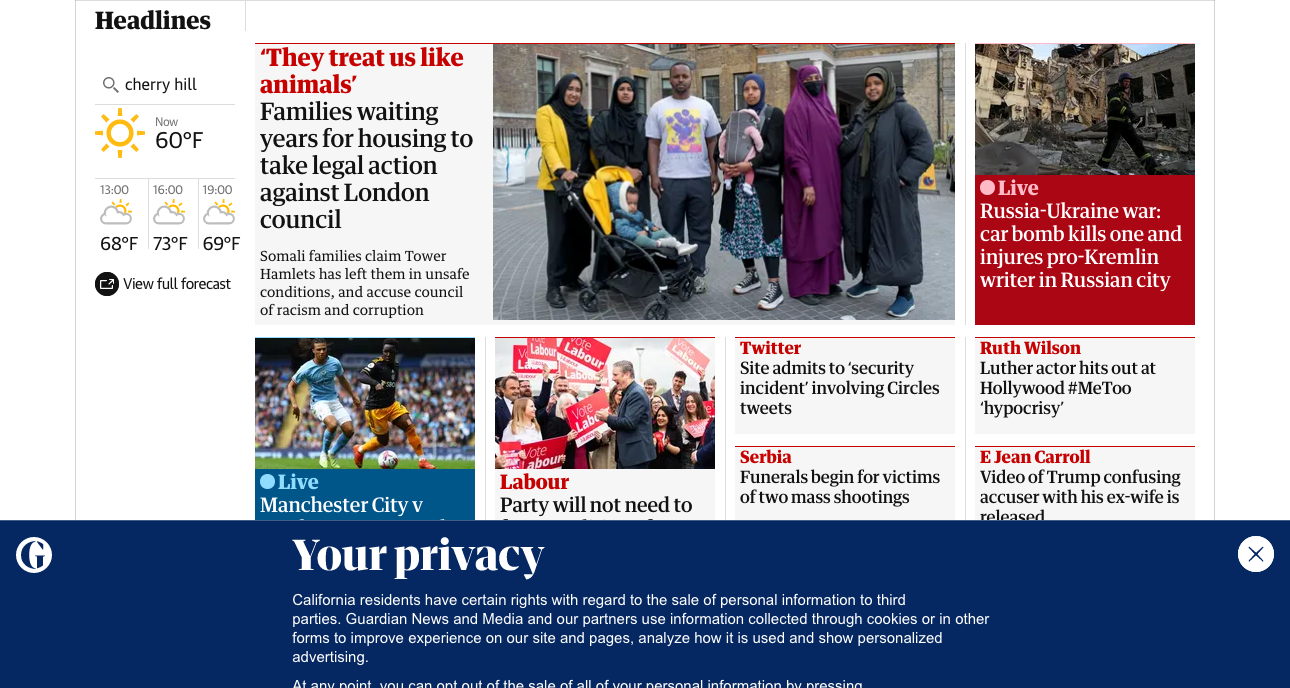 Headlines
cherry hill
Now
60°F
13:00
16:00
19:00
68°F
73°F
69°F
View full forecast
‘They treat us like
animals’
Families waiting
years for housing to
take legal action
against London
council
Somali families claim Tower
Hamlets has left them in unsafe
conditions, and accuse council
of racism and corruption
Live
Russia-Ukraine war:
car bomb kills one and
injures pro-Kremlin
writer in Russian city
Live
Manchester City v
Vote
Labour
Vote
Labour
Labour
Vote
Labour
Vote
Labour
Labour
Party will not need to
Twitter
Site admits to ‘security
incident’ involving Circles
tweets
Serbia
Funerals begin for victims
of two mass shootings
Ruth Wilson
Luther actor hits out at
Hollywood #MeToo
‘hypocrisy’
E Jean Carroll
Video of Trump confusing
accuser with his ex-wife is
released
G
Your privacy
California residents have certain rights with regard to the sale of personal information to third
parties. Guardian News and Media and our partners use information collected through cookies or in other
forms to improve experience on our site and pages, analyze how it is used and show personalized
advertising.
At any point, you can opt out of the sale of all of your personal information by pressing